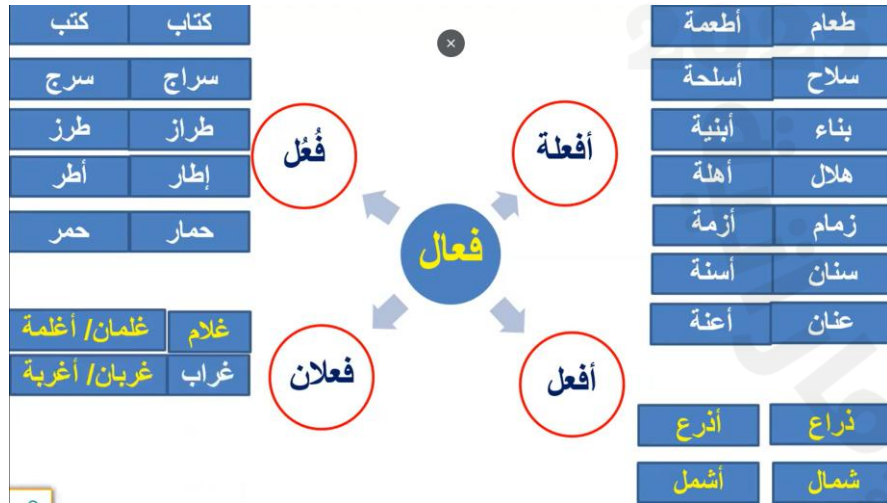 طعام أطعمة
سلاح أسلحة
بناء أبنية
هلال أهلة
زمام أزمة
سنان أسنة
عنان أعنة
ذراع أذرع
شمال أشمل
أفعلة
فُعُل
فعال
أفعل
فعلان
كتاب كتب
سراج سرج
طراز طرز
إطار أطر
حمار حمر
غلام غلمان/ أغلمة
غراب غربان/ أغربة